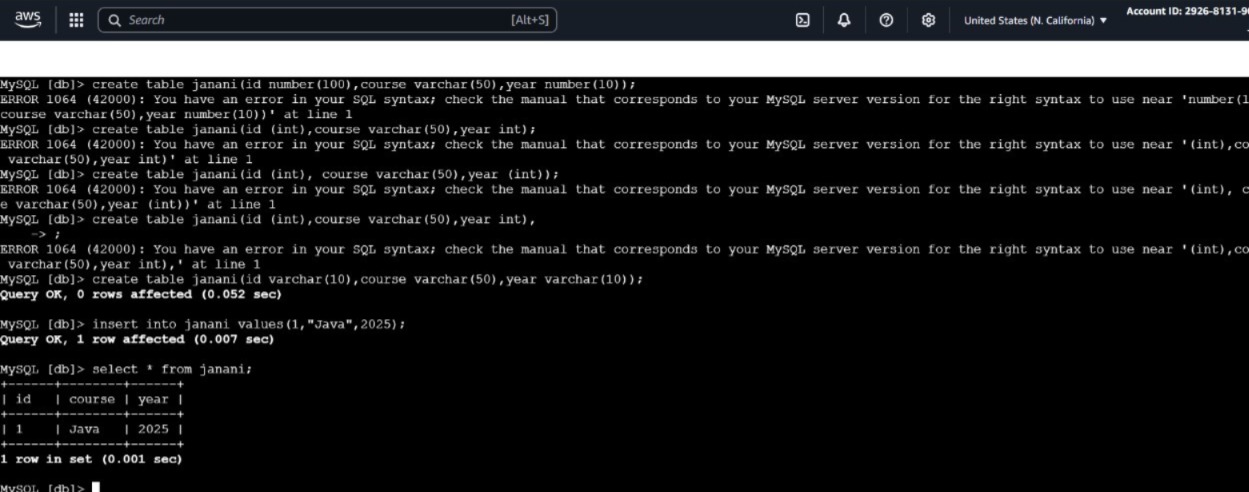 aws
Search [Alt+S]
United States (N. California)
Account ID: 2926-8131-9
MySQL [db]> create table janani(id number(100),course varchar(50),year number(10));
ERROR 1064 (42000): You have an error in your SQL syntax; check the manual that corresponds to your MySQL server version for the right syntax to use near 'number(1
course varchar(50),year number(10))' at line 1
MySQL [db]> create table janani(id (int),course varchar(50),year int);
ERROR 1064 (42000): You have an error in your SQL syntax; check the manual that corresponds to your MySQL server version for the right syntax to use near '(int),co
 varchar(50),year int)' at line 1
MySQL [db]> create table janani(id (int), course varchar(50),year (int));
ERROR 1064 (42000): You have an error in your SQL syntax; check the manual that corresponds to your MySQL server version for the right syntax to use near '(int), c
e varchar(50),year (int))' at line 1
MySQL [db]> create table janani(id (int),course varchar(50),year int),
    -> ;
ERROR 1064 (42000): You have an error in your SQL syntax; check the manual that corresponds to your MySQL server version for the right syntax to use near '(int),co
 varchar(50),year int),' at line 1
MySQL [db]> create table janani(id varchar(10),course varchar(50),year varchar(10));
Query OK, 0 rows affected (0.052 sec)
MySQL [db]> insert into janani values(1,"Java",2025);
Query OK, 1 row affected (0.007 sec)
MySQL [db]> select * from janani;
+------+--------+------+
| id   | course | year |
+------+--------+------+
| 1    | Java   | 2025 |
+------+--------+------+
1 row in set (0.001 sec)
MySQL [db]>